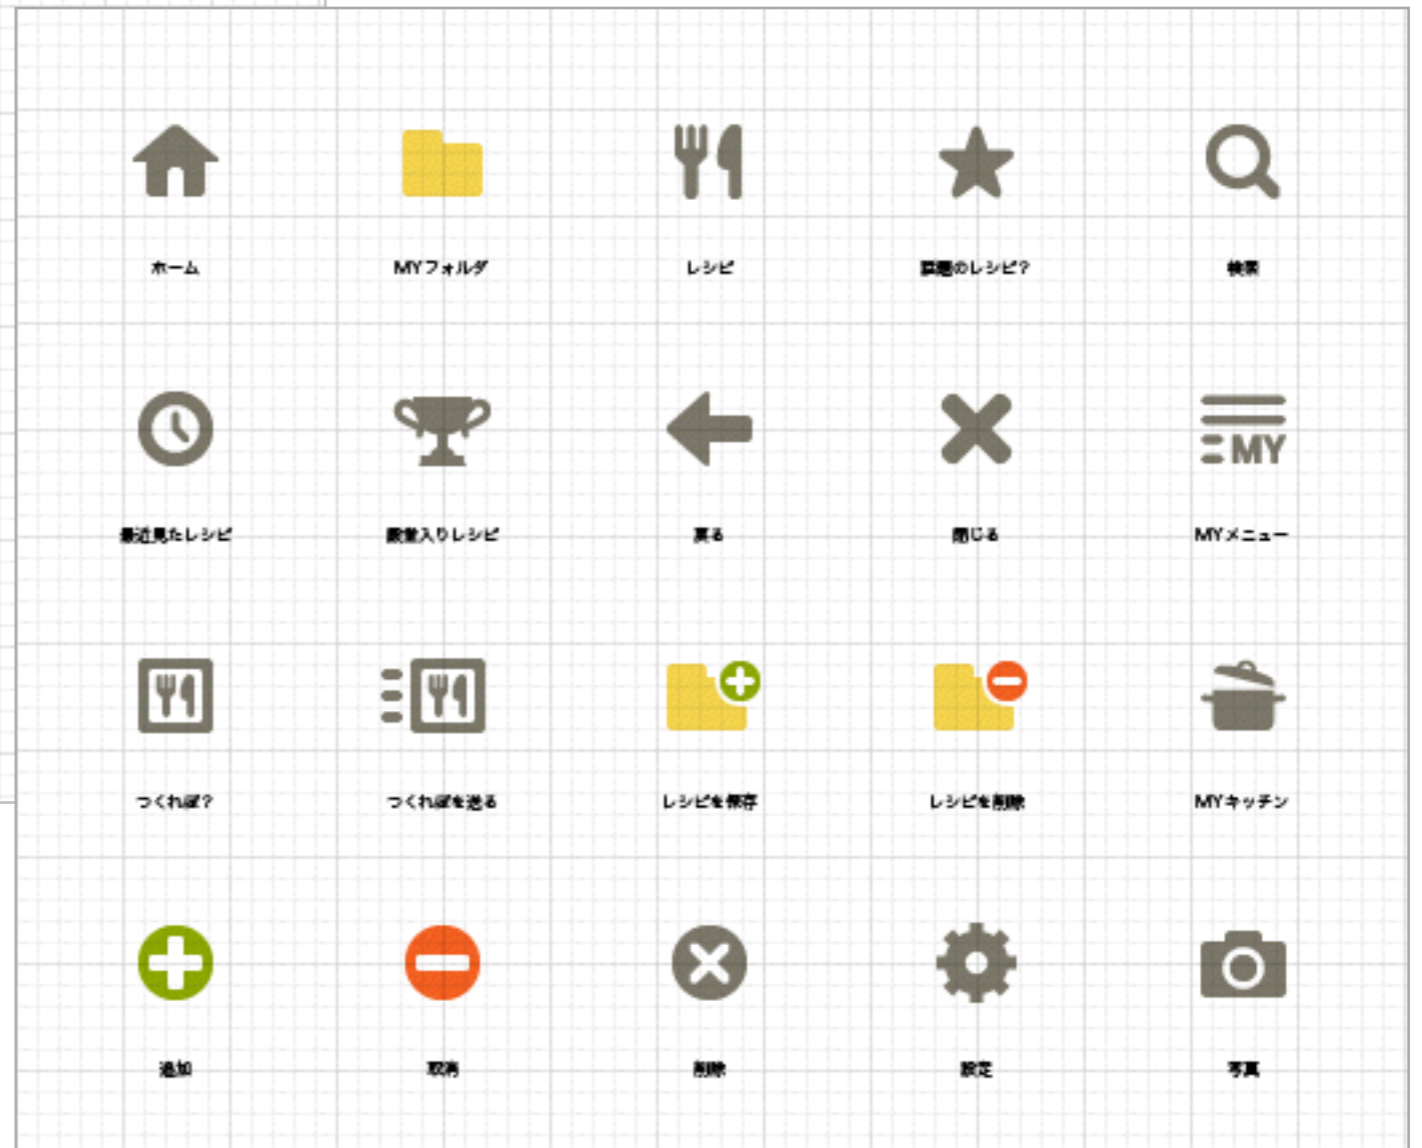 ホーム
MYフォルダ
レシピ
話題のレシピ?
検索
最近見たレシピ
MY
殿堂入りレシピ
戻る
閉じる
MYメニュー
つくれぽ?
つくれぽを送る
レシピを保存
レシピを削除
MYキッチン
追加
取消
削除
設定
写真